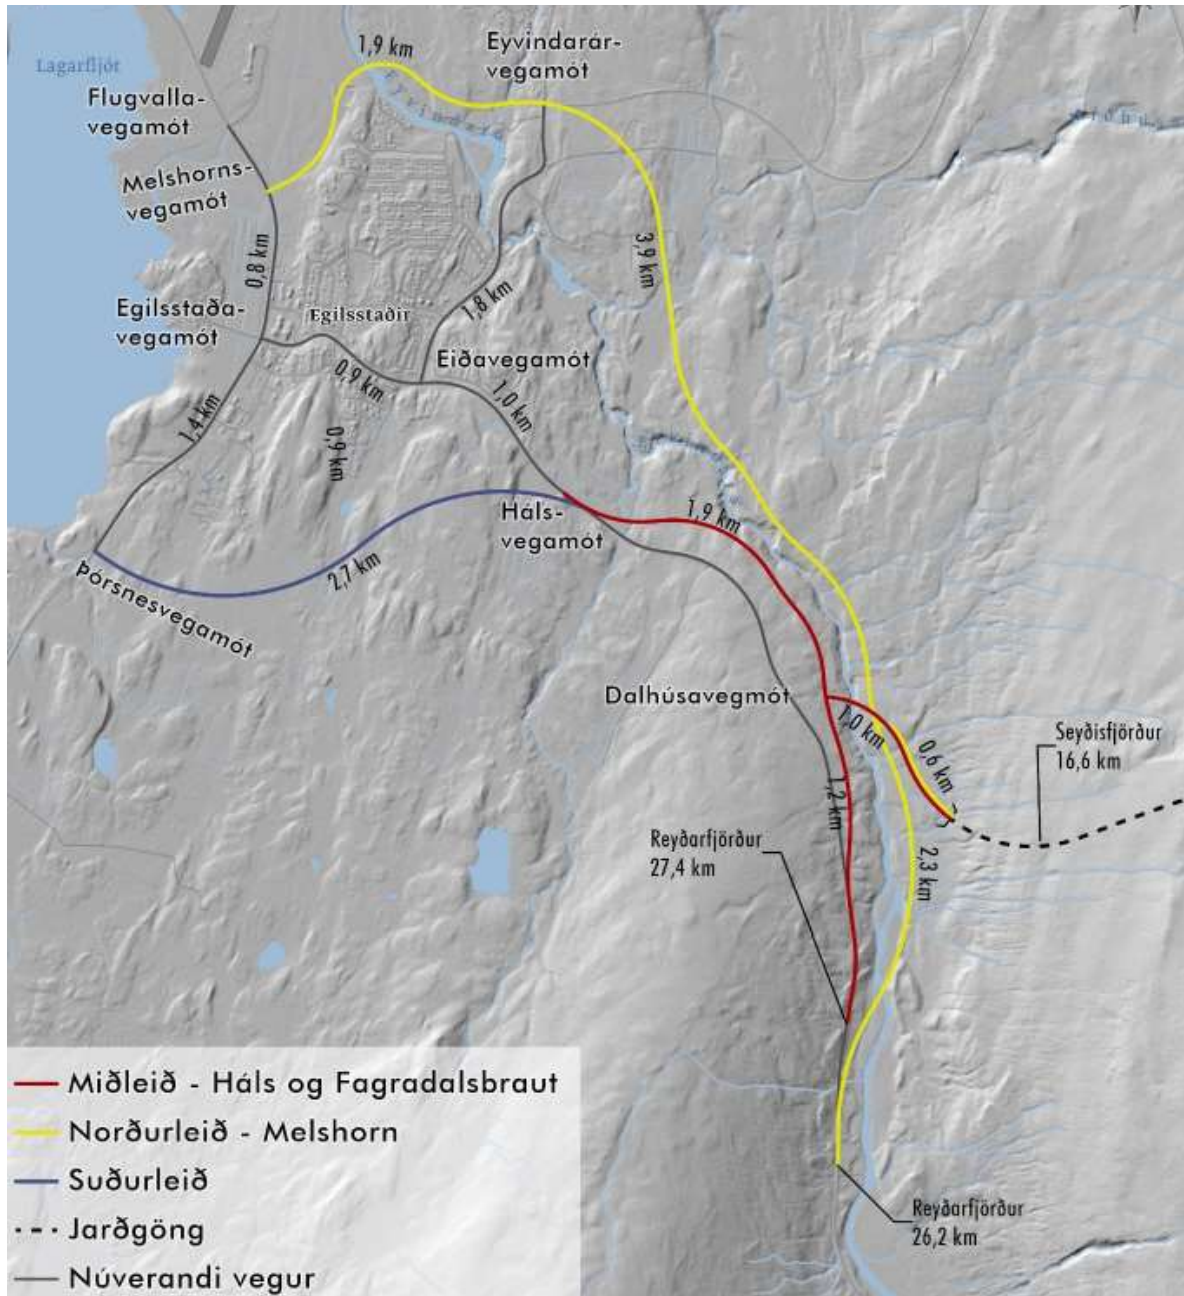 1,9 km
Eyvindarár-
vegamót
Lagarfljót
Flugvalla-
vegamót
Eyvindará
Melshorns-
vegamót
0,8 km
3,9 km
Egilsstaða-
vegamót
Egilsstaðir
1,8 km
Eiðavegamót
0,9 km
1,0 km
1,4 km
0,9 km
Háls-
vegamót
1,9 km
2,7 km
Þórsnesvegamót
Dalhúsavegmót
1,0 km
0,6 km
Seyðisfjörður
16,6 km
1,2 km
Reyðarfjörður
27,4 km
2,3 km
Miðleið - Háls og Fagradalsbraut
Norðurleið - Melshorn
Suðurleið
Jarðgöng
Núverandi vegur
Reyðarfjörður
26,2 km